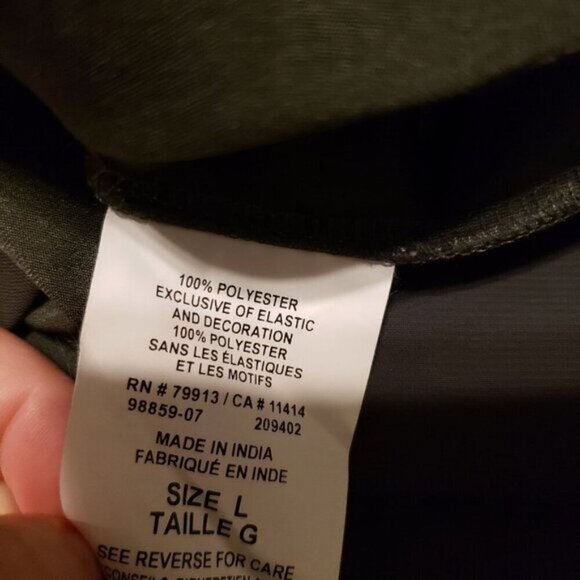 100% POLYESTER
EXCLUSIVE OF ELASTIC
AND DECORATION
100% POLYESTER
SANS LES ÉLASTIQUES
ET LES MOTIFS
RN # 79913 / CA # 11414
98859-07 209402
MADE IN INDIA
FABRIQUÉ EN INDE
SIZE L
TAILLE G
SEE REVERSE FOR CARE